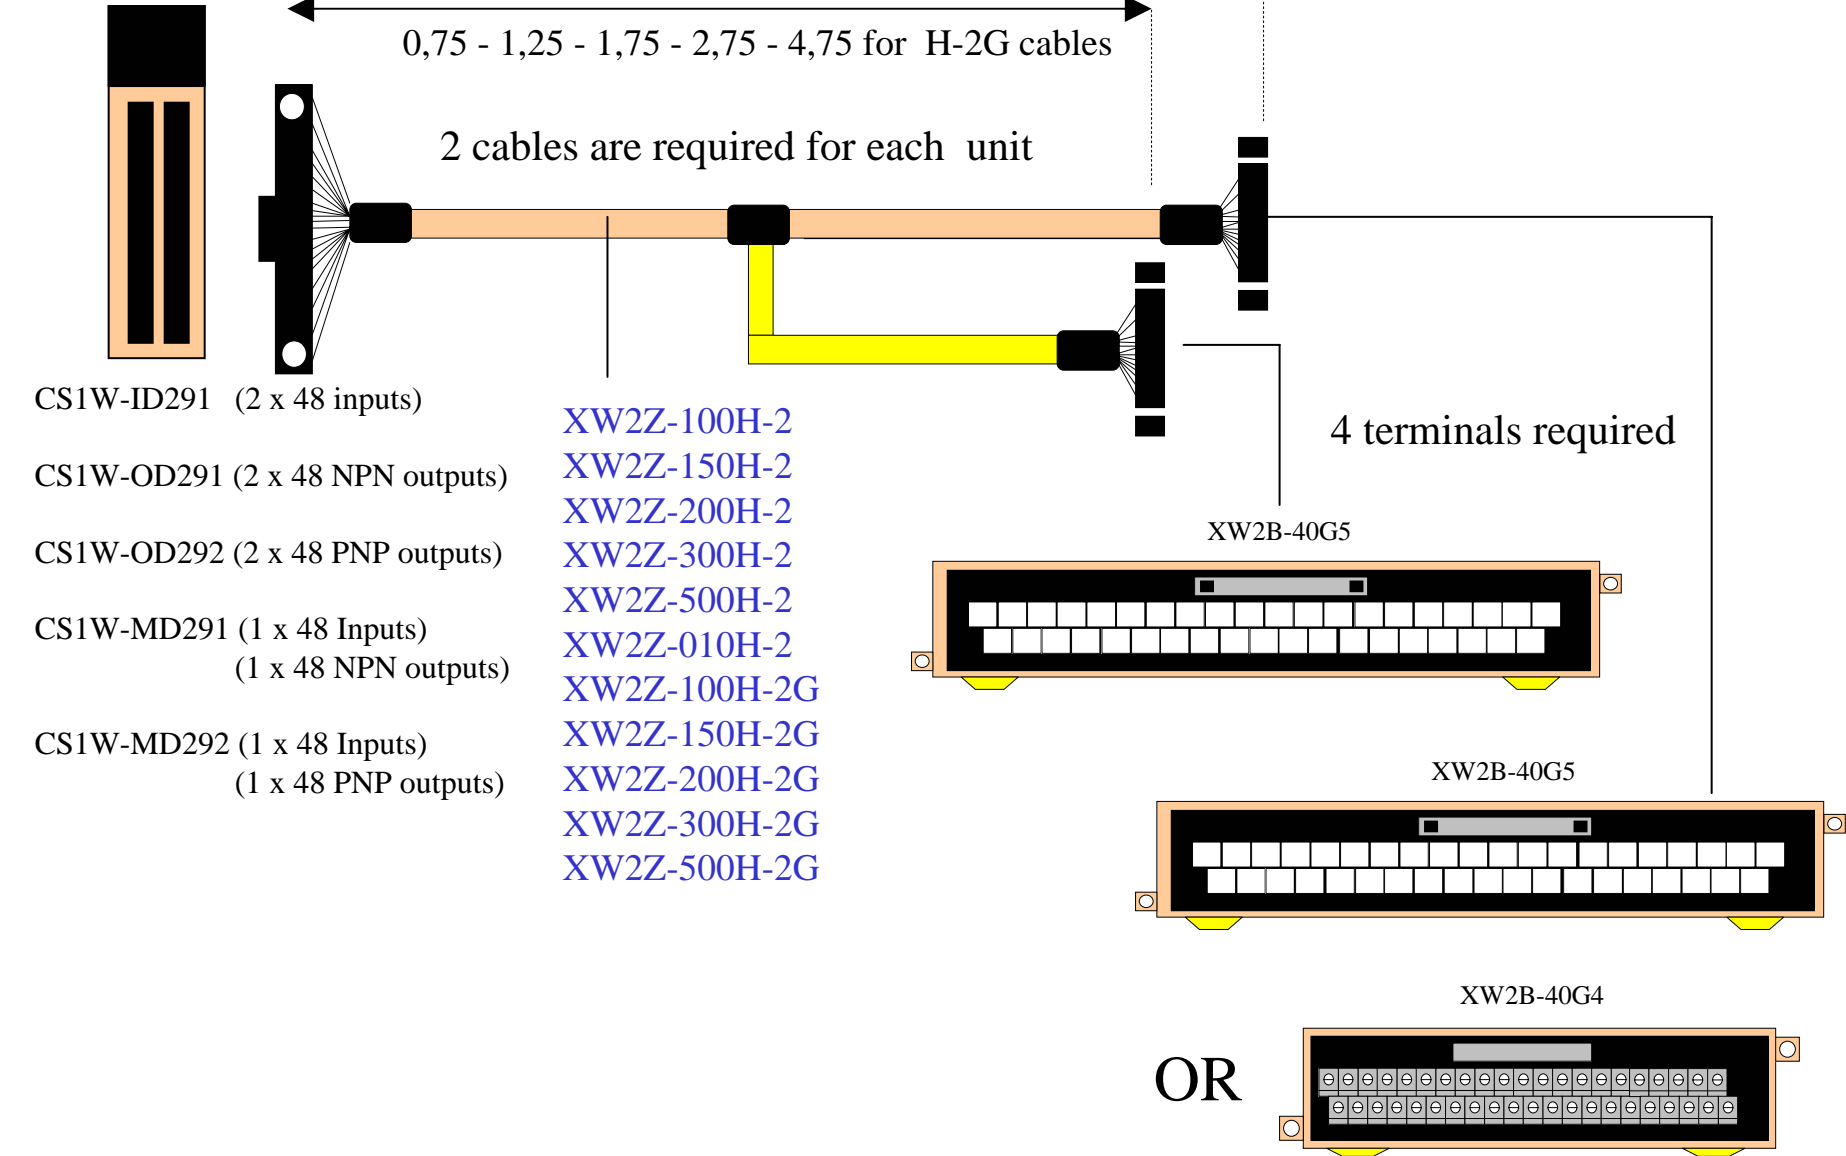 0,75 - 1,25 - 1,75 - 2,75 - 4,75 for H-2G cables
2 cables are required for each unit
CS1W-ID291 (2 x 48 inputs)
CS1W-OD291 (2 x 48 NPN outputs)
CS1W-OD292 (2 x 48 PNP outputs)
CS1W-MD291 (1 x 48 Inputs)
(1 x 48 NPN outputs)
CS1W-MD292 (1 x 48 Inputs)
(1 x 48 PNP outputs)
XW2Z-100H-2
XW2Z-150H-2
XW2Z-200H-2
XW2Z-300H-2
XW2Z-500H-2
XW2Z-010H-2
XW2Z-100H-2G
XW2Z-150H-2G
XW2Z-200H-2G
XW2Z-300H-2G
XW2Z-500H-2G
4 terminals required
XW2B-40G5
XW2B-40G5
XW2B-40G4
OR